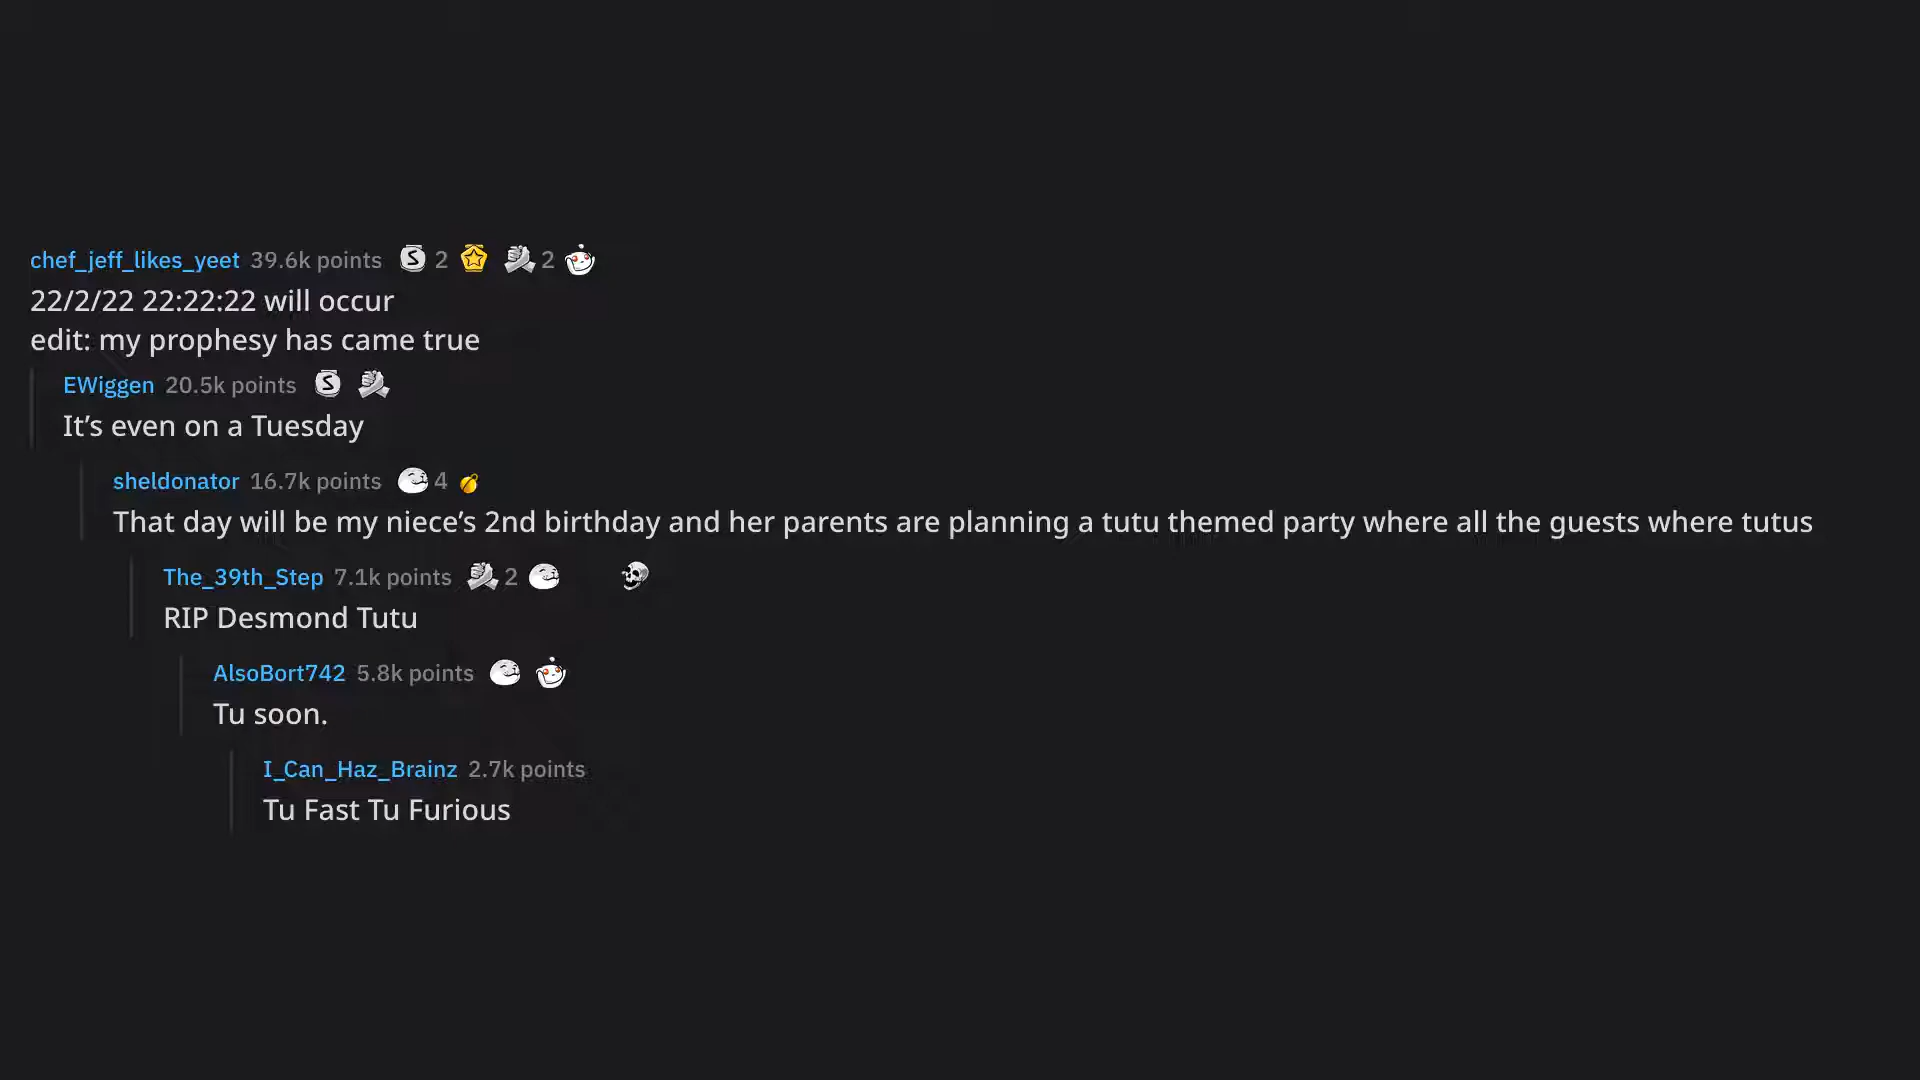 chef_jeff_likes_yeet 39.6k points 2 2
22/2/22 22:22:22 will occur
edit: my prophesy has came true
EWiggen 20.5k points
It’s even on a Tuesday
sheldonator 16.7k points 4
That day will be my niece’s 2nd birthday and her parents are planning a tutu themed party where all the guests where tutus
The_39th_Step 7.1k points 2
RIP Desmond Tutu
AlsoBort742 5.8k points
Tu soon.
I_Can_Haz_Brainz 2.7k points
Tu Fast Tu Furious